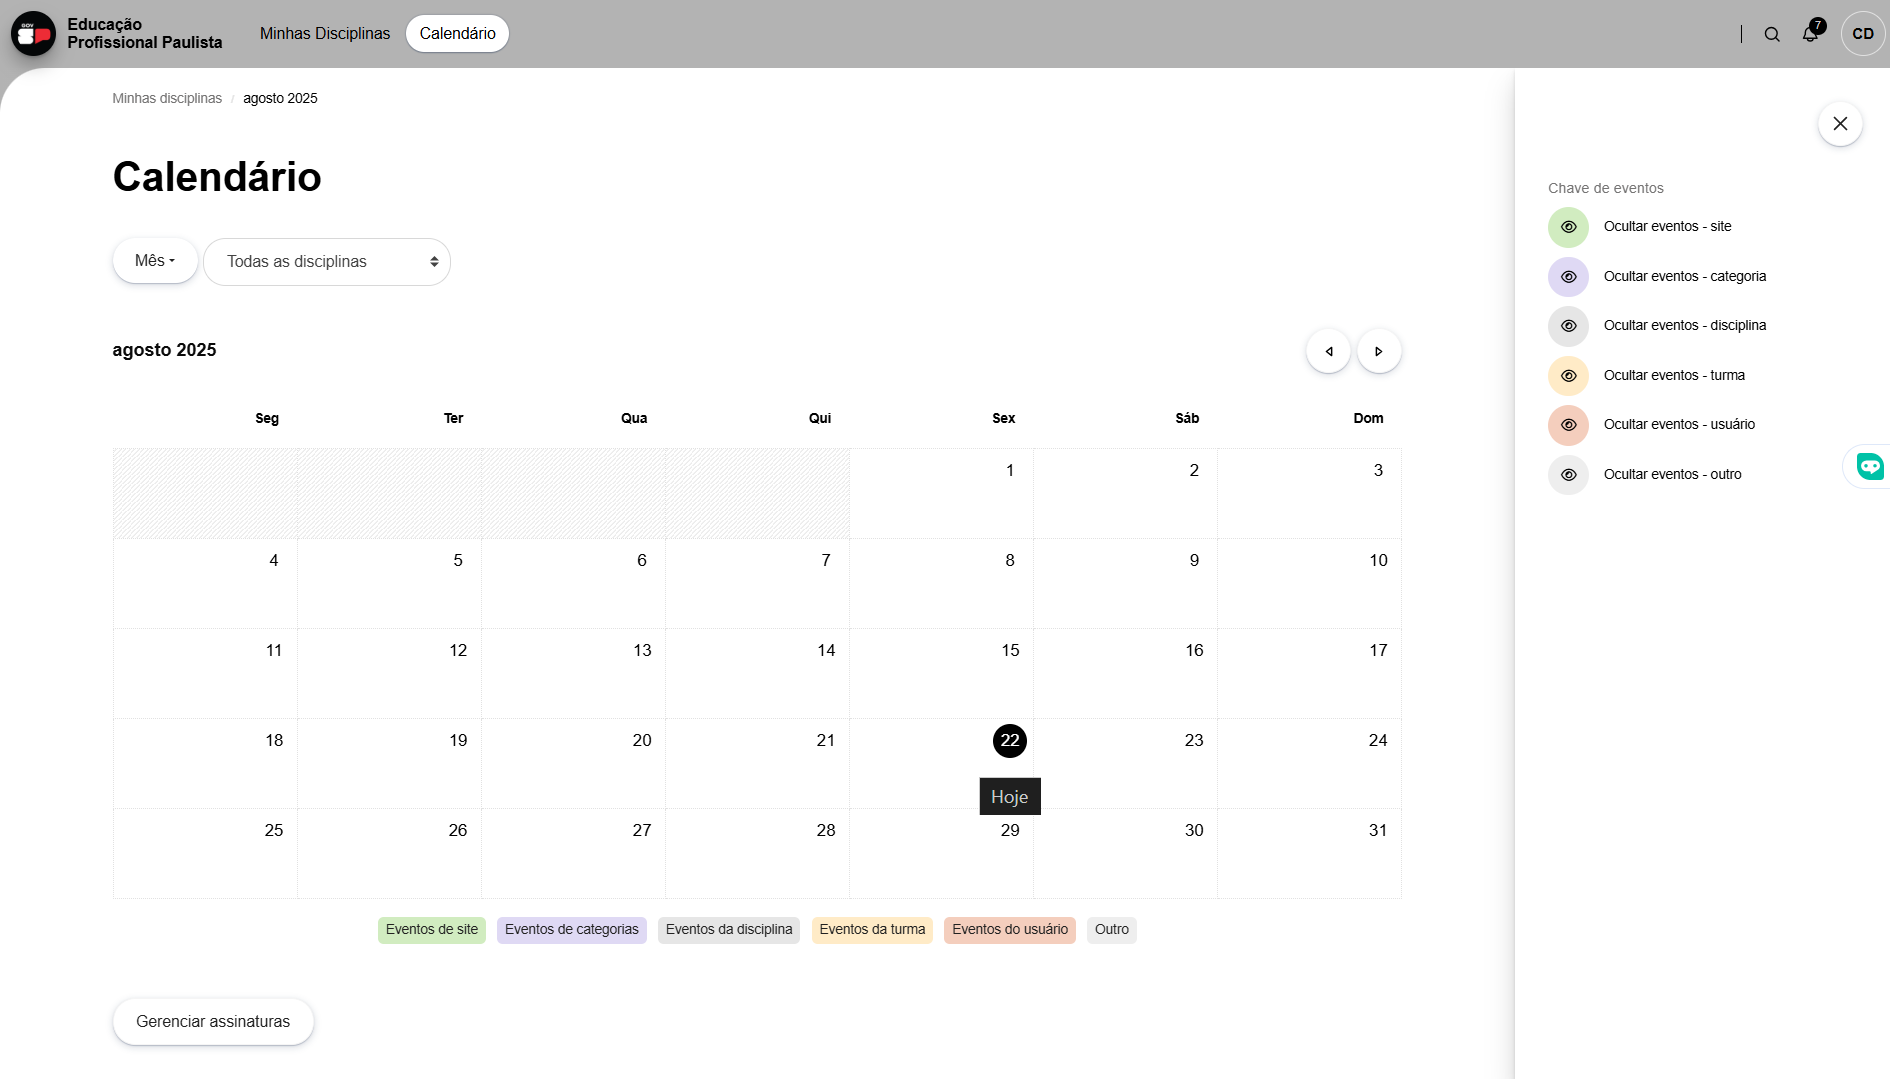 GOV
SP
Educação
Profissional Paulista
Minhas Disciplinas
Calendário
7
CD
Minhas disciplinas / agosto 2025
Calendário
Mês
Todas as disciplinas
agosto 2025
Seg Ter Qua Qui Sex Sáb Dom
1 2 3
4 5 6 7 8 9 10
11 12 13 14 15 16 17
18 19 20 21 22 23 24
Hoje
25 26 27 28 29 30 31
Eventos de site Eventos de categorias Eventos da disciplina Eventos da turma Eventos do usuário Outro
Gerenciar assinaturas
Chave de eventos
Ocultar eventos - site
Ocultar eventos - categoria
Ocultar eventos - disciplina
Ocultar eventos - turma
Ocultar eventos - usuário
Ocultar eventos - outro